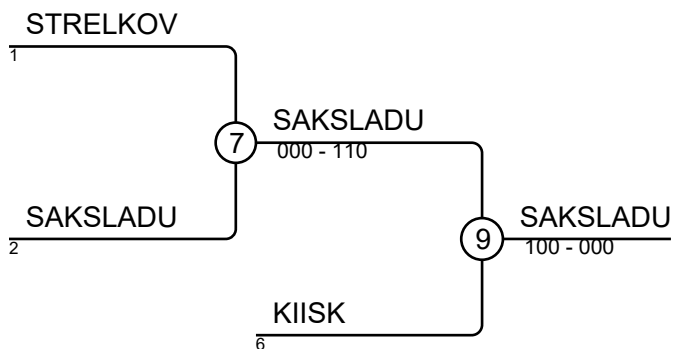 STRELKOV
1
7
SAKSLADU
000 - 110
SAKSLADU
2
9
SAKSLADU
100 - 000
KIISK
6